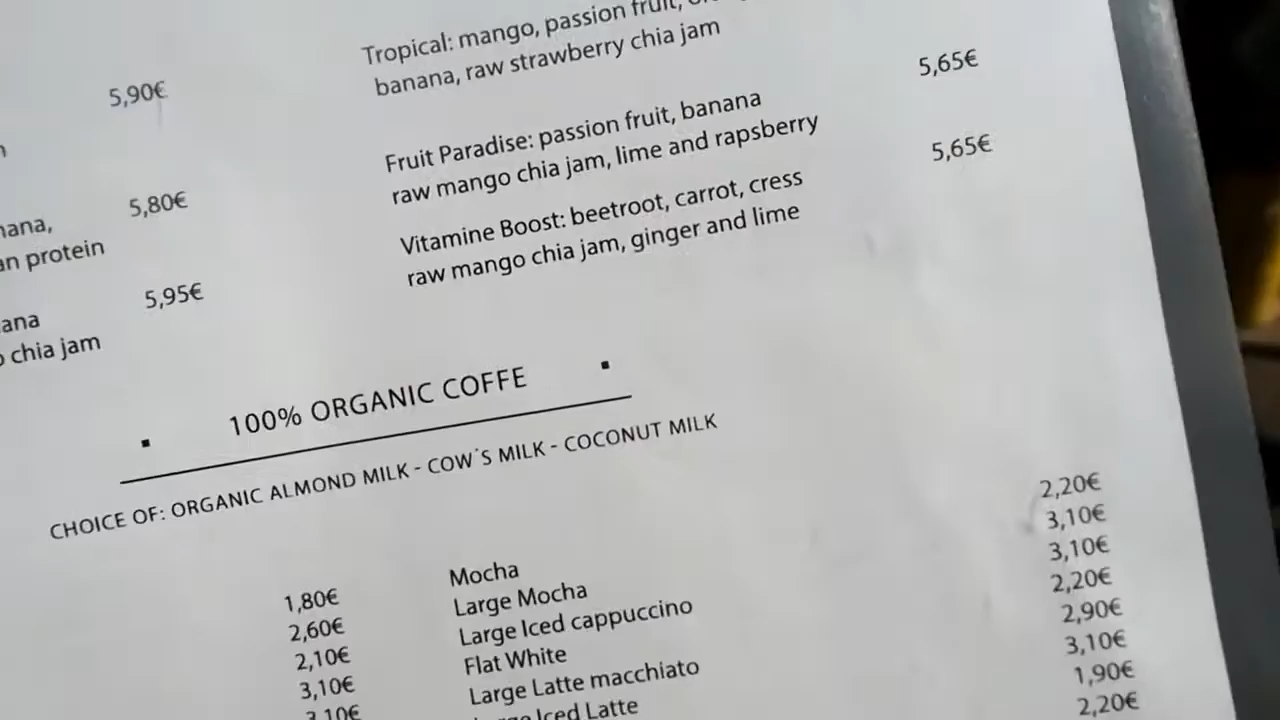 Tropical: mango, passion fruit,
banana, raw strawberry chia jam
5,90€
5,65€
Fruit Paradise: passion fruit, banana
raw mango chia jam, lime and rapsberry
5,80€
an protein
5,65€
Vitamine Boost: beetroot, carrot, cress
raw mango chia jam, ginger and lime
5,95€
chia jam
100% ORGANIC COFFE
CHOICE OF: ORGANIC ALMOND MILK - COW´S MILK - COCONUT MILK
1,80€ Mocha 2,20€
2,60€ Large Mocha 3,10€
2,10€ Large Iced cappuccino 3,10€
3,10€ Flat White 2,20€
3,10€ Large Latte macchiato 2,90€
Iced Latte 3,10€
1,90€
2,20€